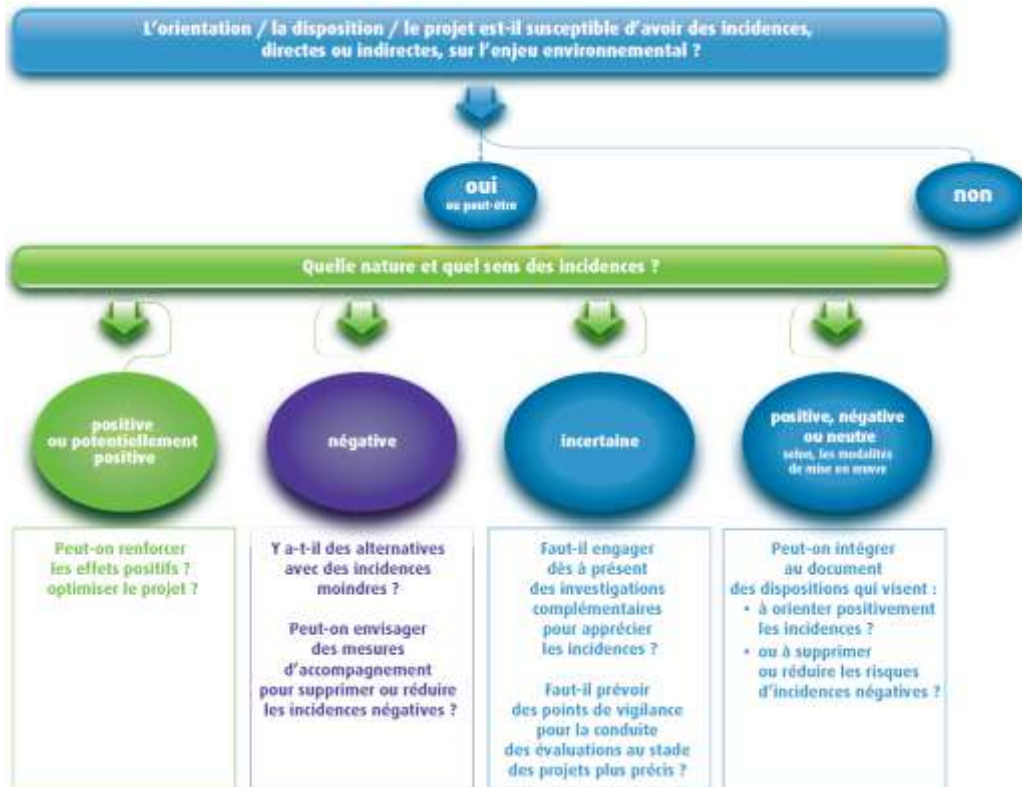 L'orientation / la disposition / le projet est-il susceptible d'avoir des incidences,
directes ou indirectes, sur l'enjeu environnemental ?
oui
ou peut-être
non
Quelle nature et quel sens des incidences ?
positive
ou potentiellement
positive
négative
incertaine
positive, négative
ou neutre
selon, les modalités
de mise en œuvre
Peut-on renforcer
les effets positifs ?
optimiser le projet ?
Y a-t-il des alternatives
avec des incidences
moindres ?
Peut-on envisager
des mesures
d'accompagnement
pour supprimer ou réduire
les incidences négatives ?
Faut-il engager
dès à présent
des investigations
complémentaires
pour apprécier
les incidences ?
Faut-il prévoir
des points de vigilance
pour la conduite
des évaluations au stade
des projets plus précis ?
Peut-on intégrer
au document
des dispositions qui visent :
• à orienter positivement
les incidences ?
• ou à supprimer
ou réduire les risques
d'incidences négatives ?